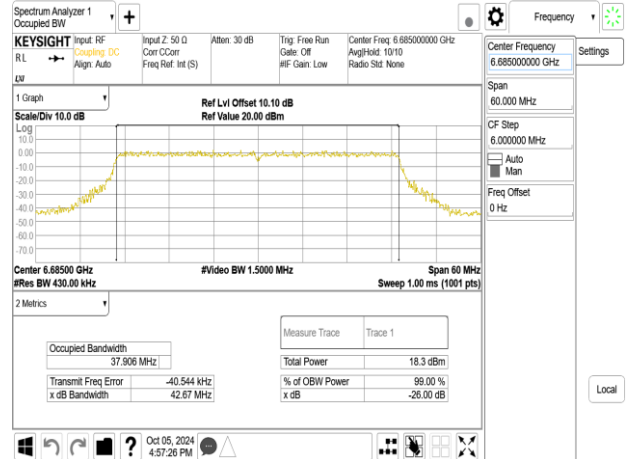 Spectrum Analyzer 1
Occupied BW
KEYSIGHT
R L
Input: RF
Coupling: DC
Align: Auto
Input Z: 50 Ω
Corr CCorr
Freq Ref: Int (S)
Atten: 30 dB
Trig: Free Run
Gate: Off
#IF Gain: Low
Center Freq: 6.685000000 GHz
Avg|Hold: 10/10
Radio Std: None
1 Graph
Scale/Div 10.0 dB
Ref Lvl Offset 10.10 dB
Ref Value 20.00 dBm
Log
10.0
0.00
-10.0
-20.0
-30.0
-40.0
-50.0
-60.0
-70.0
Center 6.68500 GHz
#Video BW 1.5000 MHz
Span 60 MHz
#Res BW 430.00 kHz
Sweep 1.00 ms (1001 pts)
2 Metrics
Measure Trace Trace 1
Occupied Bandwidth
37.906 MHz
Total Power 18.3 dBm
Transmit Freq Error -40.544 kHz
% of OBW Power 99.00 %
x dB Bandwidth 42.67 MHz
x dB -26.00 dB
Oct 05, 2024
4:57:26 PM
Frequency
Center Frequency
6.685000000 GHz
Settings
Span
60.000 MHz
CF Step
6.000000 MHz
Auto
Man
Freq Offset
0 Hz
Local